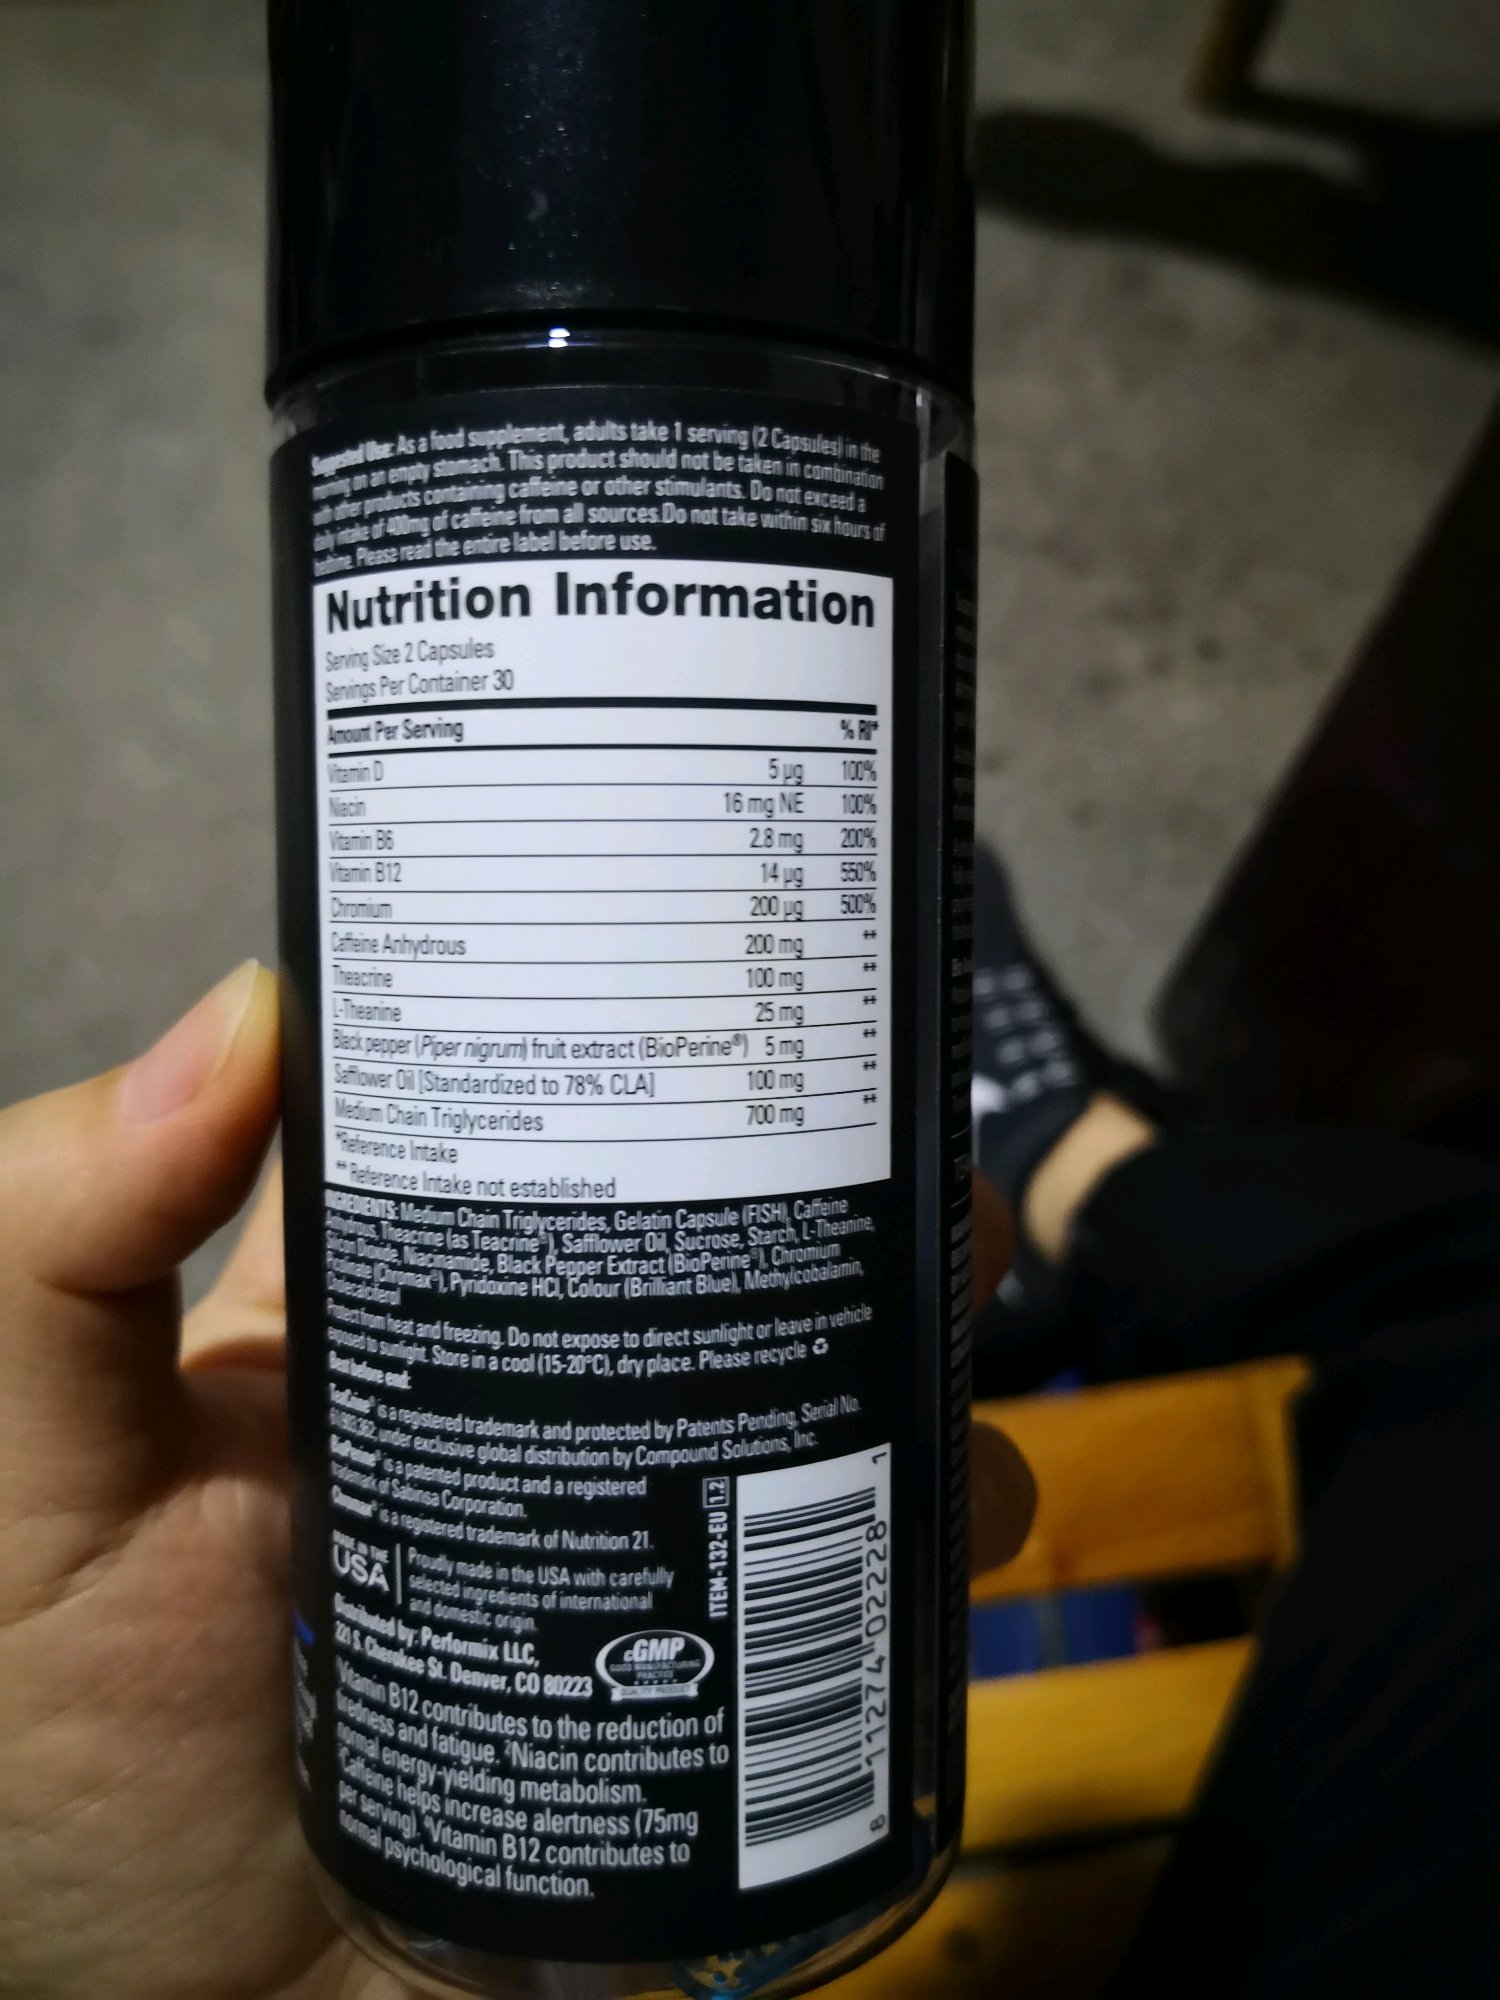 Suggested Use: As a food supplement, adults take 1 serving (2 Capsules) in the
morning on an empty stomach. This product should not be taken in combination
with other products containing caffeine or other stimulants. Do not exceed a
daily intake of 400mg of caffeine from all sources.Do not take within six hours of
bedtime. Please read the entire label before use.
Nutrition Information
Serving Size 2 Capsules
Servings Per Container 30
Amount Per Serving % RI*
Vitamin D 5 µg 100%
Niacin 16 mg NE 100%
Vitamin B6 2.8 mg 200%
Vitamin B12 14 µg 550%
Chromium 200 µg 500%
Caffeine Anhydrous 200 mg **
Theacrine 100 mg **
L-Theanine 25 mg **
Black pepper (Piper nigrum) fruit extract (BioPerine®) 5 mg **
Safflower Oil [Standardized to 78% CLA] 100 mg **
Medium Chain Triglycerides 700 mg **
*Reference Intake
** Reference Intake not established
INGREDIENTS: Medium Chain Triglycerides, Gelatin Capsule (FISH), Caffeine
Anhydrous, Theacrine (as Teacrine®), Safflower Oil, Sucrose, Starch, L-Theanine,
Silicon Dioxide, Niacinamide, Black Pepper Extract (BioPerine®), Chromium
Picolinate (Chromax®), Pyridoxine HCl, Colour (Brilliant Blue), Methylcobalamin,
Cholecalciferol
Protect from heat and freezing. Do not expose to direct sunlight or leave in vehicle
exposed to sunlight. Store in a cool (15-20°C), dry place. Please recycle
Best before end:
TeaCrine® is a registered trademark and protected by Patents Pending, Serial No.
61/903,362 under exclusive global distribution by Compound Solutions, Inc.
BioPerine® is a patented product and a registered
trademark of Sabinsa Corporation.
Chromax® is a registered trademark of Nutrition 21.
MADE IN THE
USA
Proudly made in the USA with carefully
selected ingredients of international
and domestic origin.
Distributed by: Performix LLC,
221 S. Cherokee St. Denver, CO 80223
cGMP
GOOD MANUFACTURING
PRACTICE
QUALITY PRODUCT
¹Vitamin B12 contributes to the reduction of
tiredness and fatigue. ²Niacin contributes to
normal energy-yielding metabolism.
³Caffeine helps increase alertness (75mg
per serving). ⁴Vitamin B12 contributes to
normal psychological function.
ITEM-132-EU 1.2
8 11274 02228 1